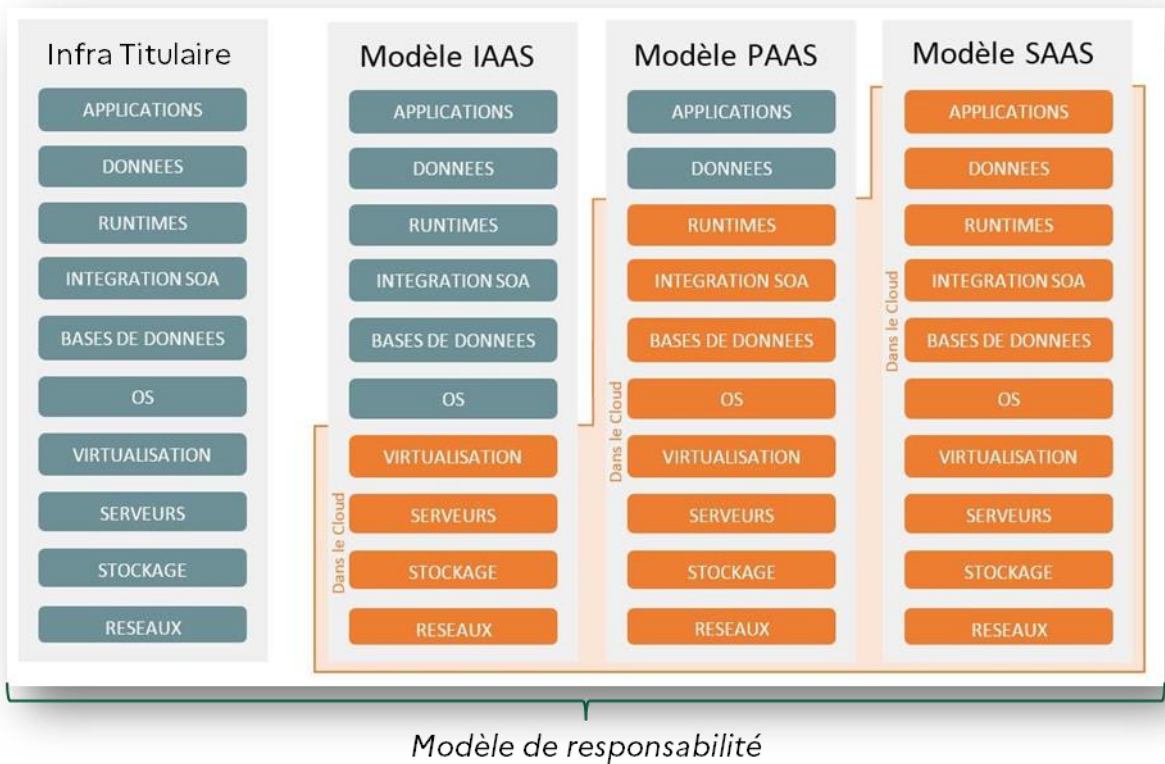 Infra Titulaire
APPLICATIONS
DONNEES
RUNTIMES
INTEGRATION SOA
BASES DE DONNEES
OS
VIRTUALISATION
SERVEURS
STOCKAGE
RESEAUX
Modèle IAAS
APPLICATIONS
DONNEES
RUNTIMES
INTEGRATION SOA
BASES DE DONNEES
OS
Dans le Cloud
VIRTUALISATION
SERVEURS
STOCKAGE
RESEAUX
Modèle PAAS
APPLICATIONS
DONNEES
Dans le Cloud
RUNTIMES
INTEGRATION SOA
BASES DE DONNEES
OS
VIRTUALISATION
SERVEURS
STOCKAGE
RESEAUX
Modèle SAAS
Dans le Cloud
APPLICATIONS
DONNEES
RUNTIMES
INTEGRATION SOA
BASES DE DONNEES
OS
VIRTUALISATION
SERVEURS
STOCKAGE
RESEAUX
Modèle de responsabilité